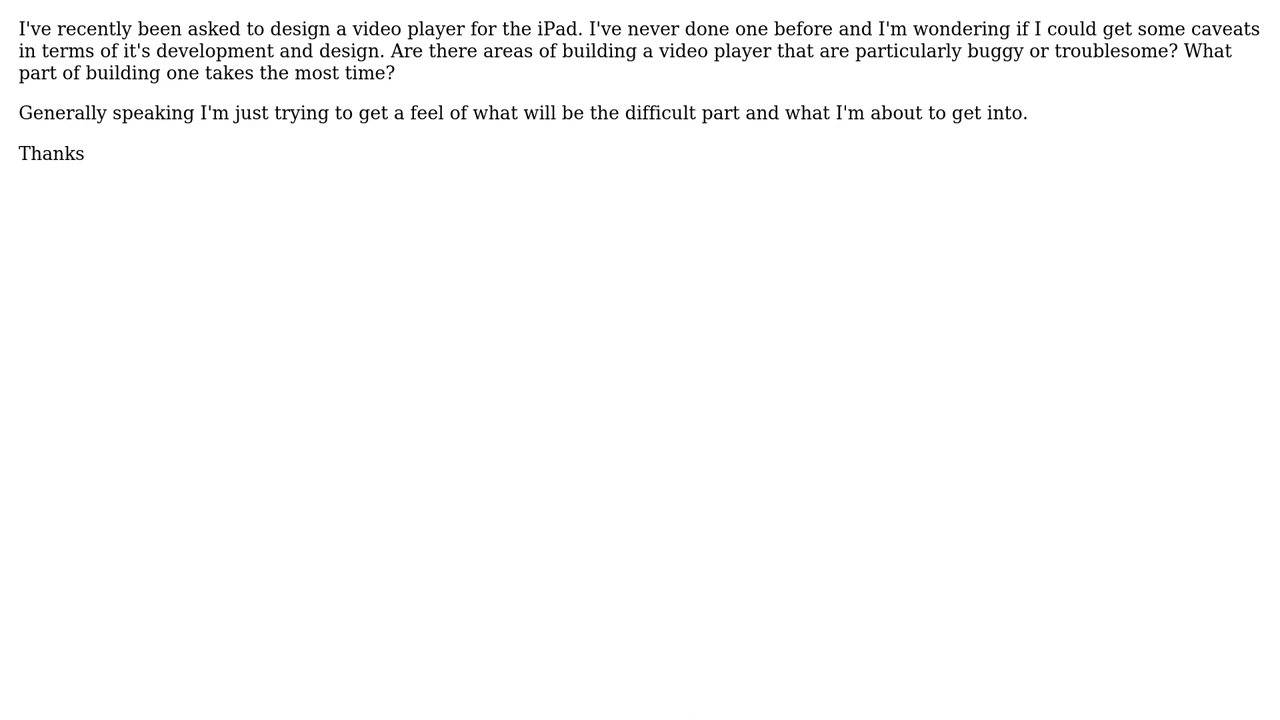 I've recently been asked to design a video player for the iPad. I've never done one before and I'm wondering if I could get some caveats
in terms of it's development and design. Are there areas of building a video player that are particularly buggy or troublesome? What
part of building one takes the most time?
Generally speaking I'm just trying to get a feel of what will be the difficult part and what I'm about to get into.
Thanks